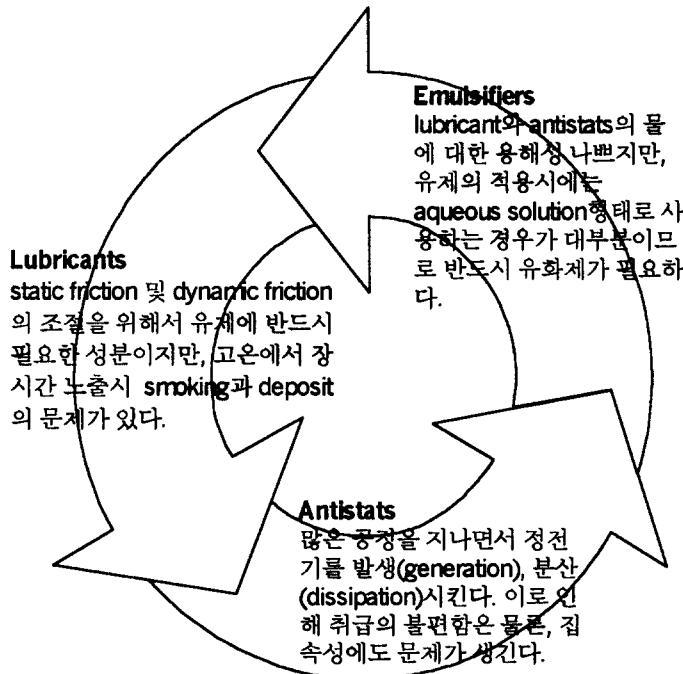 Emulsifiers
lubricant와 antistats의 물
에 대한 용해성 나쁘지만,
유제의 적용시에는
aqueous solution형태로 사
용하는 경우가 대부분이므
로 반드시 유화제가 필요하
다.
Lubricants
static friction 및 dynamic friction
의 조절을 위해서 유제에 반드시
필요한 성분이지만, 고온에서 장
시간 노출시 smoking과 deposit
의 문제가 있다.
Antistats
많은 공정을 지나면서 정전
기를 발생(generation), 분산
(dissipation)시킨다. 이로 인
해 취급의 불편함은 물론, 집
속성에도 문제가 생긴다.